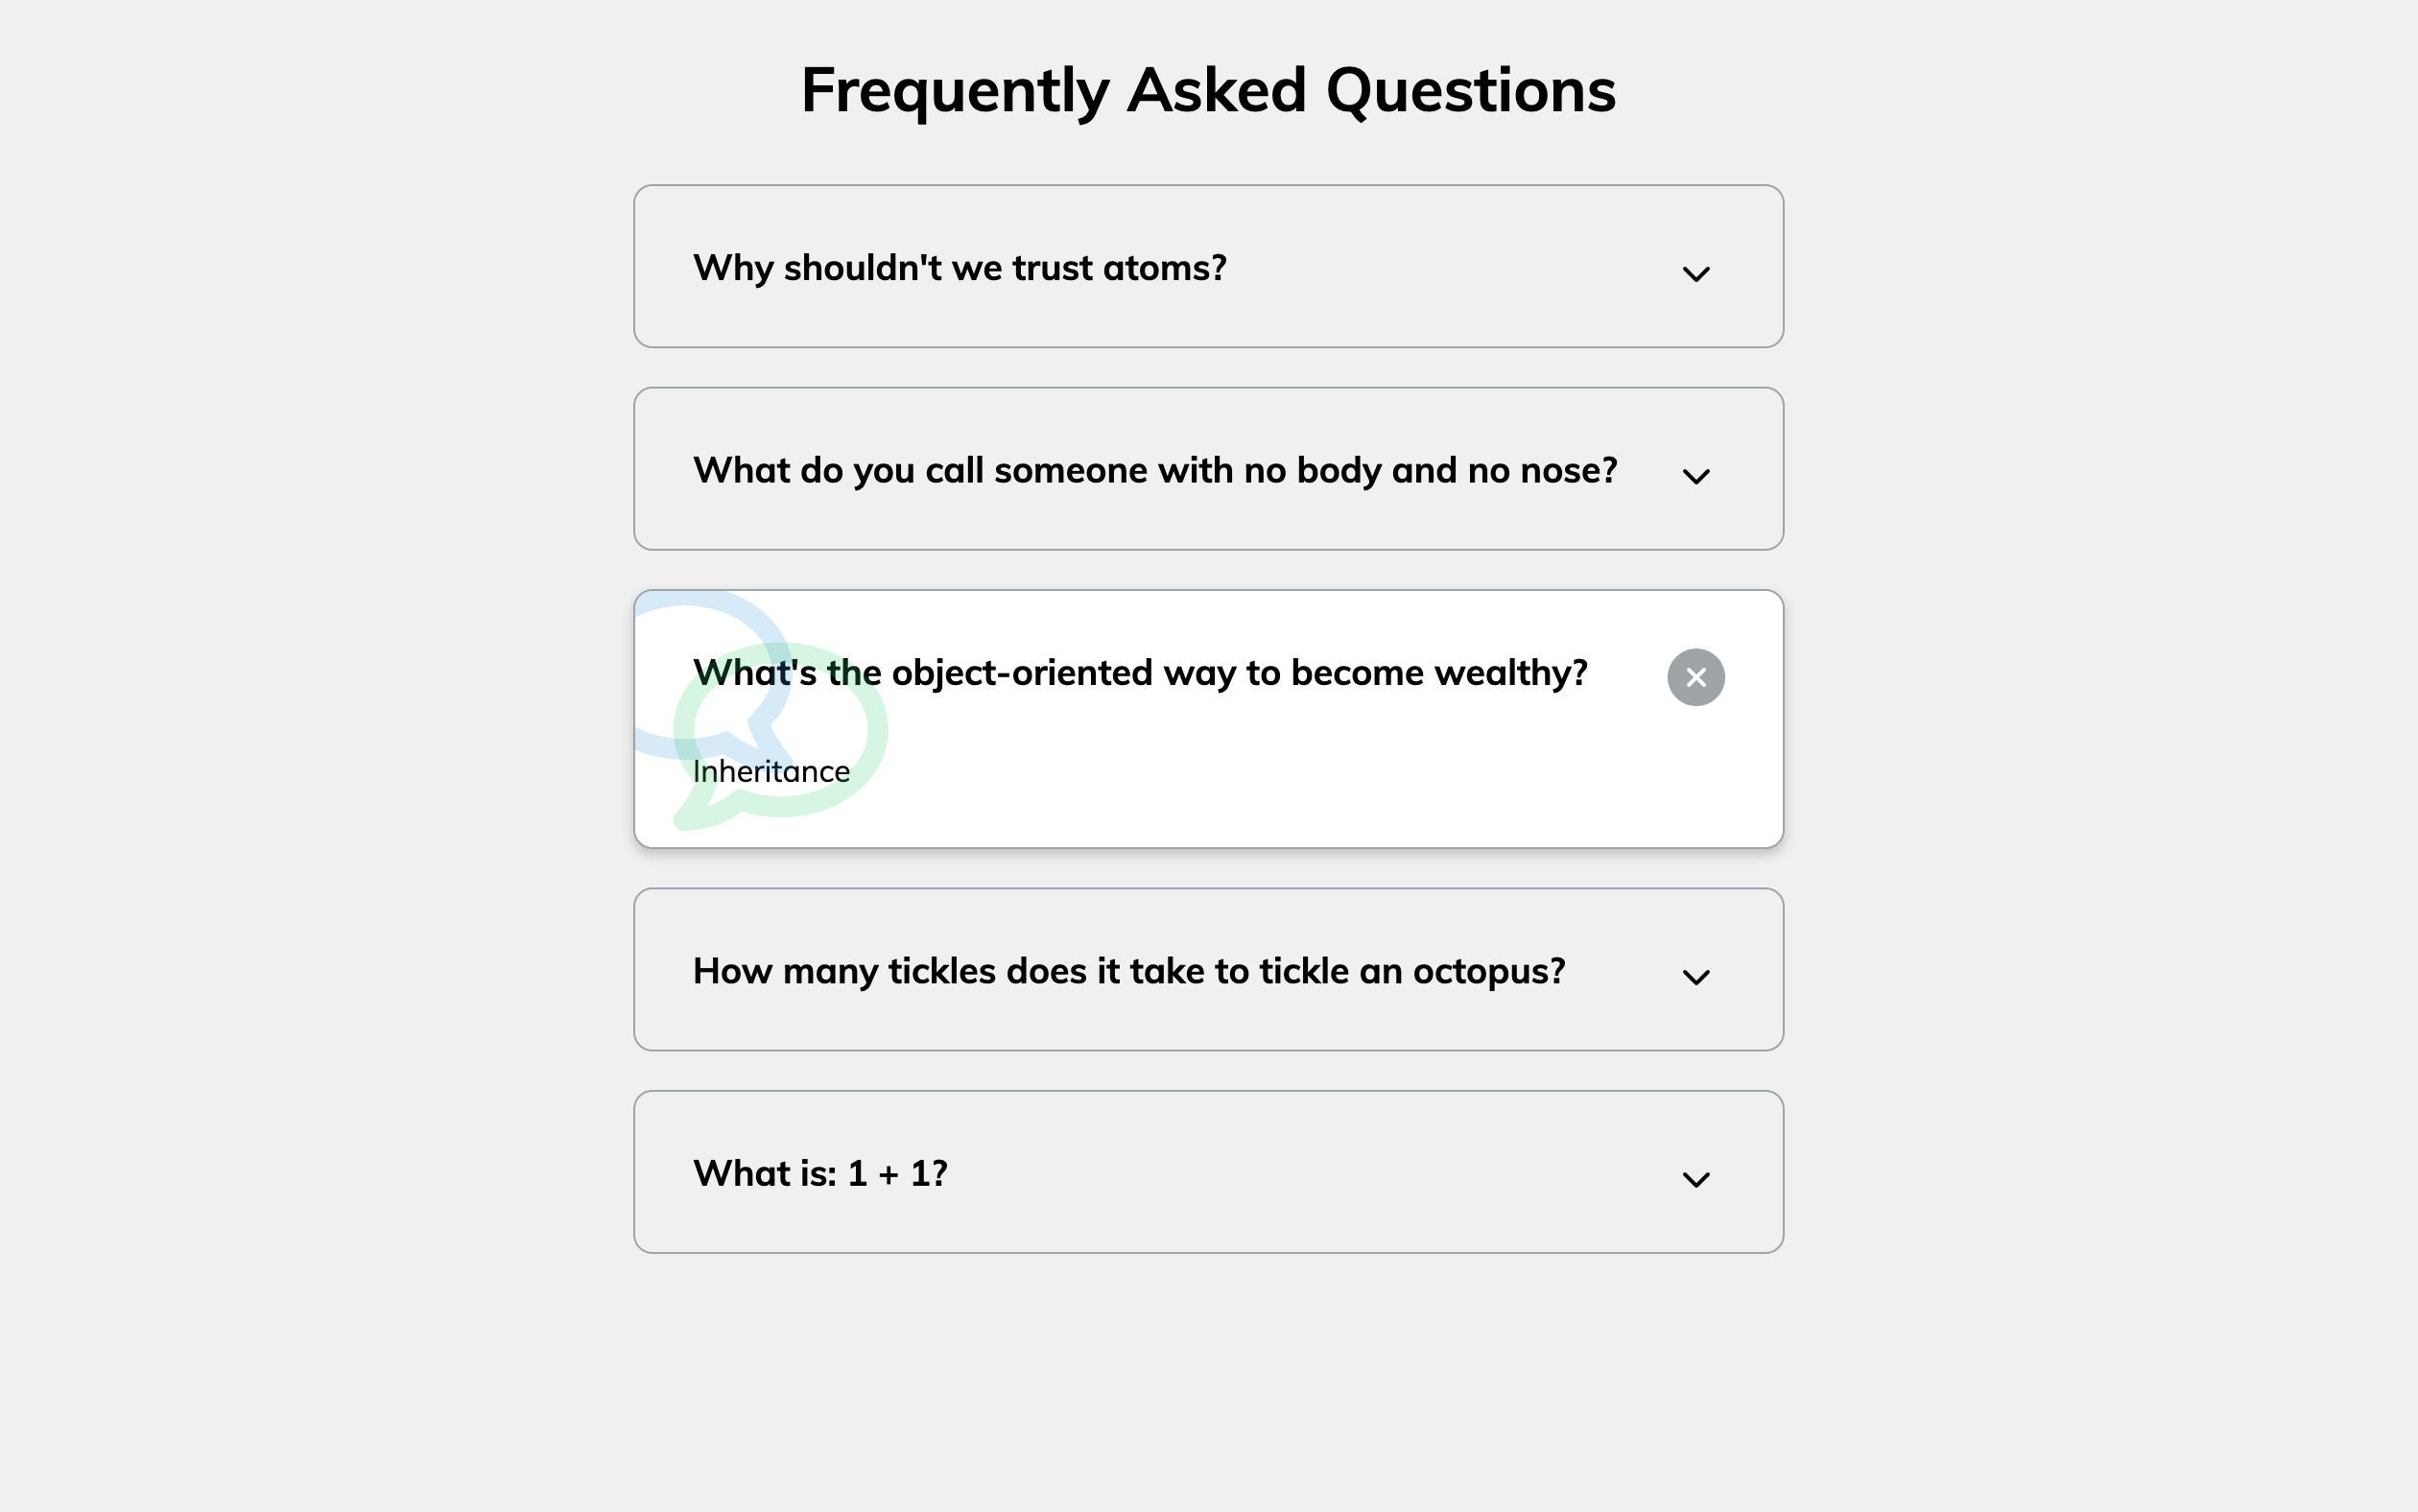 Frequently Asked Questions
Why shouldn't we trust atoms?
What do you call someone with no body and no nose?
What's the object-oriented way to become wealthy?
Inheritance
How many tickles does it take to tickle an octopus?
What is: 1 + 1?